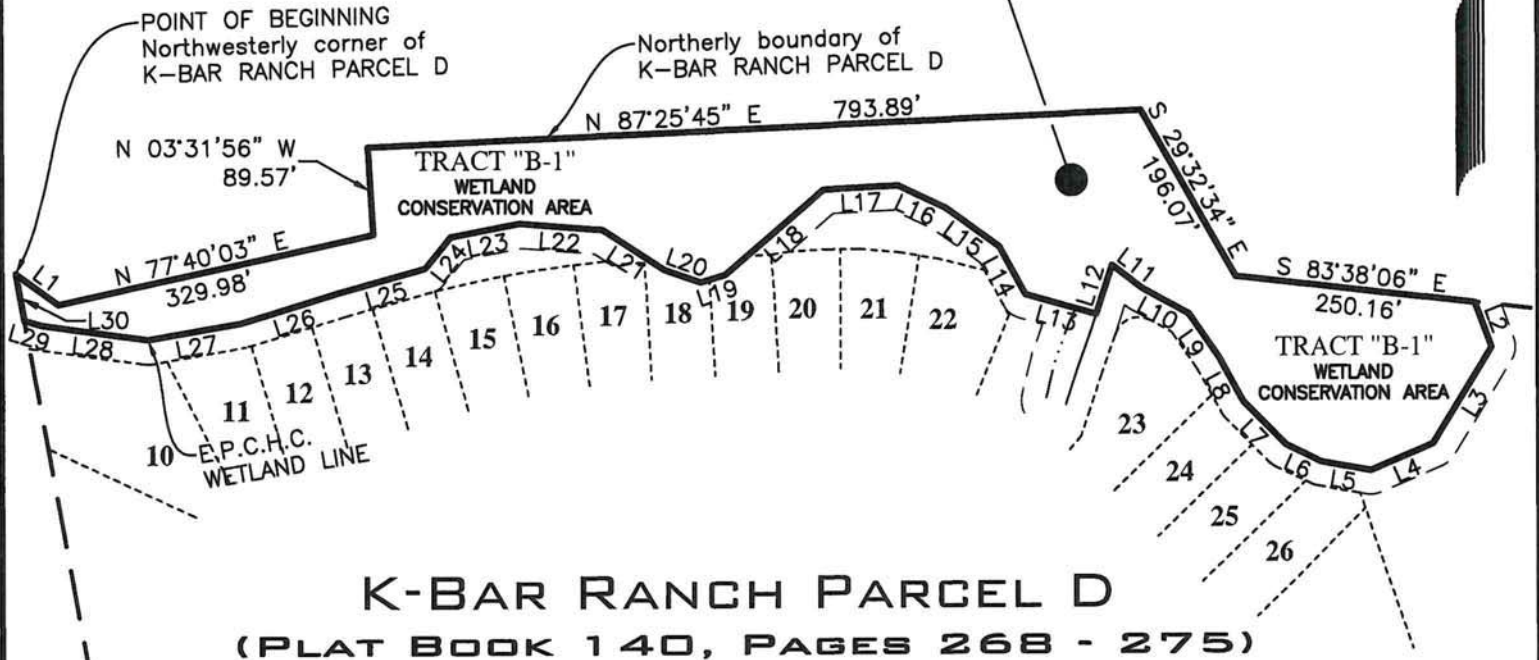 POINT OF BEGINNING
Northwesterly corner of
K-BAR RANCH PARCEL D
Northerly boundary of
K-BAR RANCH PARCEL D
N 03°31'56" W
89.57'
N 87°25'45" E 793.89'
S 29°32'34" E
196.07'
TRACT "B-1"
WETLAND
CONSERVATION AREA
N 77°40'03" E
329.98'
S 83°38'06" E
250.16'
TRACT "B-1"
WETLAND
CONSERVATION AREA
L1
L2
L3
L4
L5
L6
L7
L8
L9
L10
L11
L12
L13
L14
L15
L16
L17
L18
L19
L20
L21
L22
L23
L24
L25
L26
L27
L28
L29
L30
10
11
12
13
14
15
16
17
18
19
20
21
22
23
24
25
26
E.P.C.H.C.
WETLAND LINE
K-BAR RANCH PARCEL D
(PLAT BOOK 140, PAGES 268 - 275)